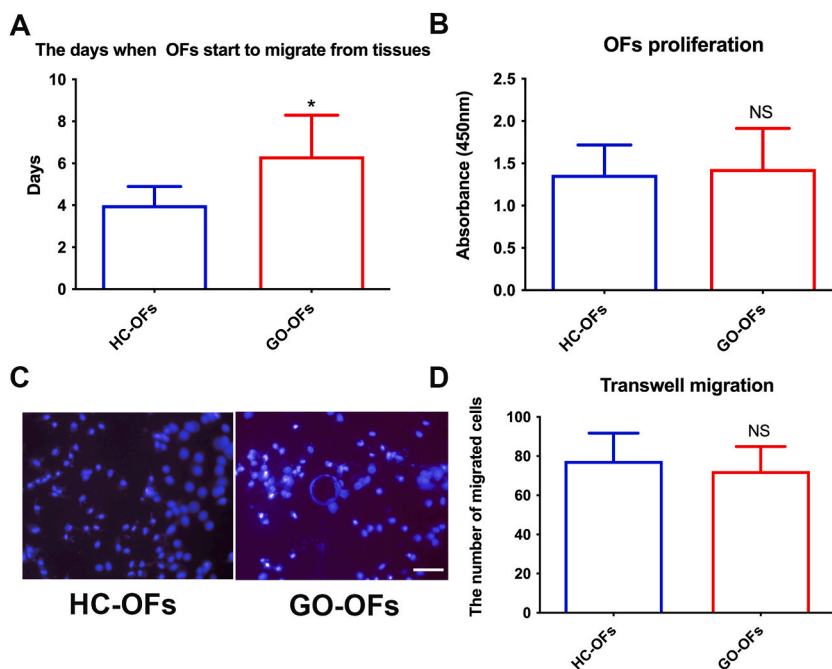 A
The days when OFs start to migrate from tissues
Days
10
8
6
4
2
0
*
HC-OFs
GO-OFs
B
OFs proliferation
Absorbance (450nm)
2.5
2.0
1.5
1.0
0.5
0.0
NS
HC-OFs
GO-OFs
C
HC-OFs
GO-OFs
D
Transwell migration
The number of migrated cells
100
80
60
40
20
0
NS
HC-OFs
GO-OFs